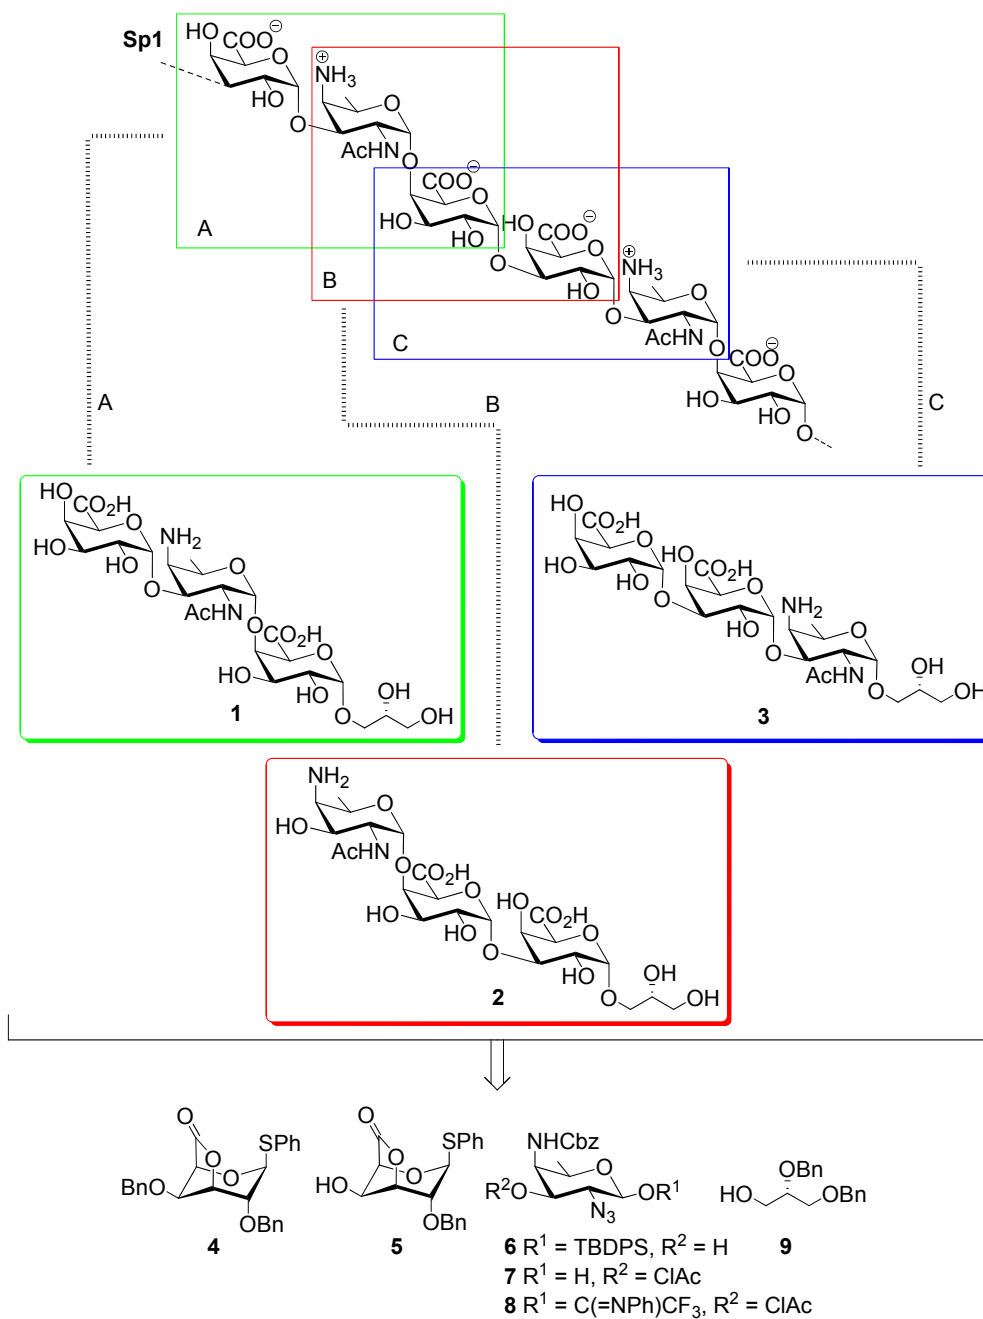 Sp1
HO COO⊖ O
HO
⊕
NH₃ O
O
AcHN
O
COO⊖ O
HO
HO
A
HO COO⊖ O
O
⊕
NH₃ O
HO
B
O
AcHN
C
O
COO⊖ O
HO
HO
O
A
B
C
HO CO₂H O
HO
HO
NH₂ O
O
AcHN
O
CO₂H O
HO
HO
O
OH
OH
1
HO CO₂H O
HO
HO
HO CO₂H O
O
HO
NH₂ O
O
AcHN
O
OH
OH
3
NH₂ O
HO
AcHN
O
CO₂H O
HO
HO
HO CO₂H O
O
HO
O
OH
OH
2
O
SPh
O O
BnO
OBn
4
O
SPh
O O
HO
OBn
5
NHCbz
O
R²O OR¹
N₃
OBn
HO OBn
6 R¹ = TBDPS, R² = H
7 R¹ = H, R² = ClAc
8 R¹ = C(=NPh)CF₃, R² = ClAc
9